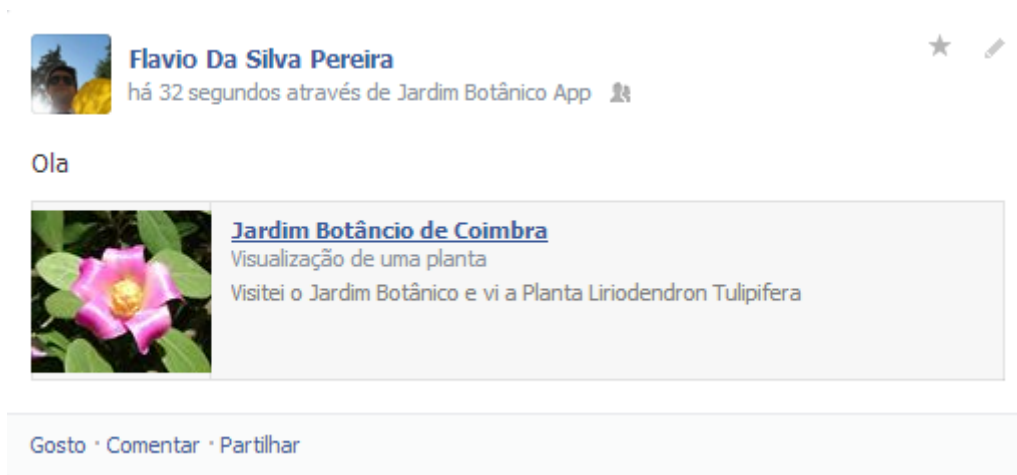 Flavio Da Silva Pereira
há 32 segundos através de Jardim Botânico App
Ola
Jardim Botâncio de Coimbra
Visualização de uma planta
Visitei o Jardim Botânico e vi a Planta Liriodendron Tulipifera
Gosto · Comentar · Partilhar